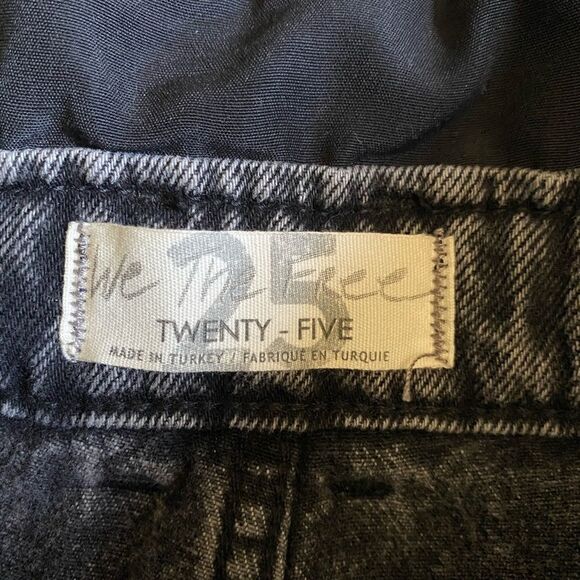 25
We The Free
TWENTY - FIVE
MADE IN TURKEY / FABRIQUÉ EN TURQUIE